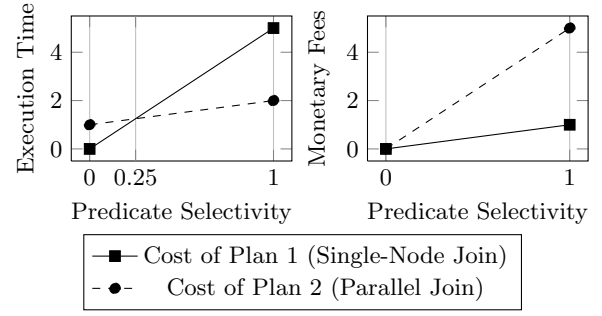 Execution Time
4
2
0
0
0.25
1
Predicate Selectivity
Monetary Fees
4
2
0
0
1
Predicate Selectivity
Cost of Plan 1 (Single-Node Join)
Cost of Plan 2 (Parallel Join)